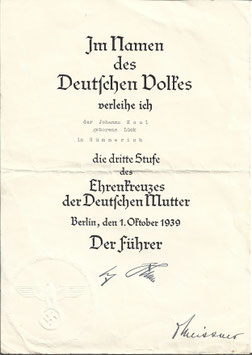 Im Namen
des
Deutschen Volkes
verleihe ich
der Johanna
geborene
in
die dritte Stufe
des
Ehrenkreuzes
der Deutschen Mutter
Berlin, den 1. Oktober 1939
Der Führer